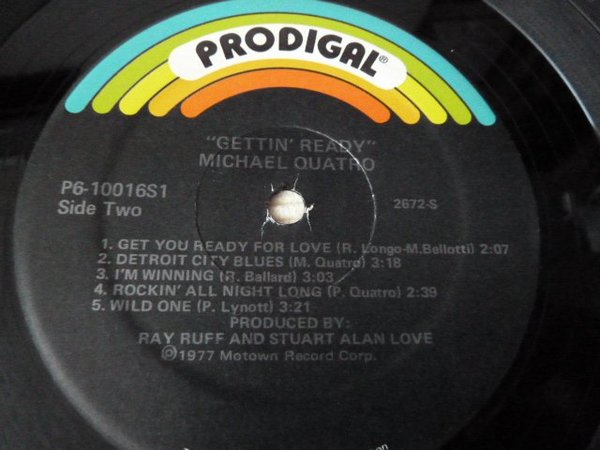 PRODIGAL®
"GETTIN' READY"
MICHAEL QUATRO
P6-10016S1
Side Two
2672-S
1. GET YOU READY FOR LOVE (R. Longo-M.Bellotti) 2:07
2. DETROIT CITY BLUES (M. Quatro) 3:18
3. I'M WINNING (R. Ballard) 3:03
4. ROCKIN' ALL NIGHT LONG (P. Quatro) 2:39
5. WILD ONE (P. Lynott) 3:21
PRODUCED BY:
RAY RUFF AND STUART ALAN LOVE
℗1977 Motown Record Corp.